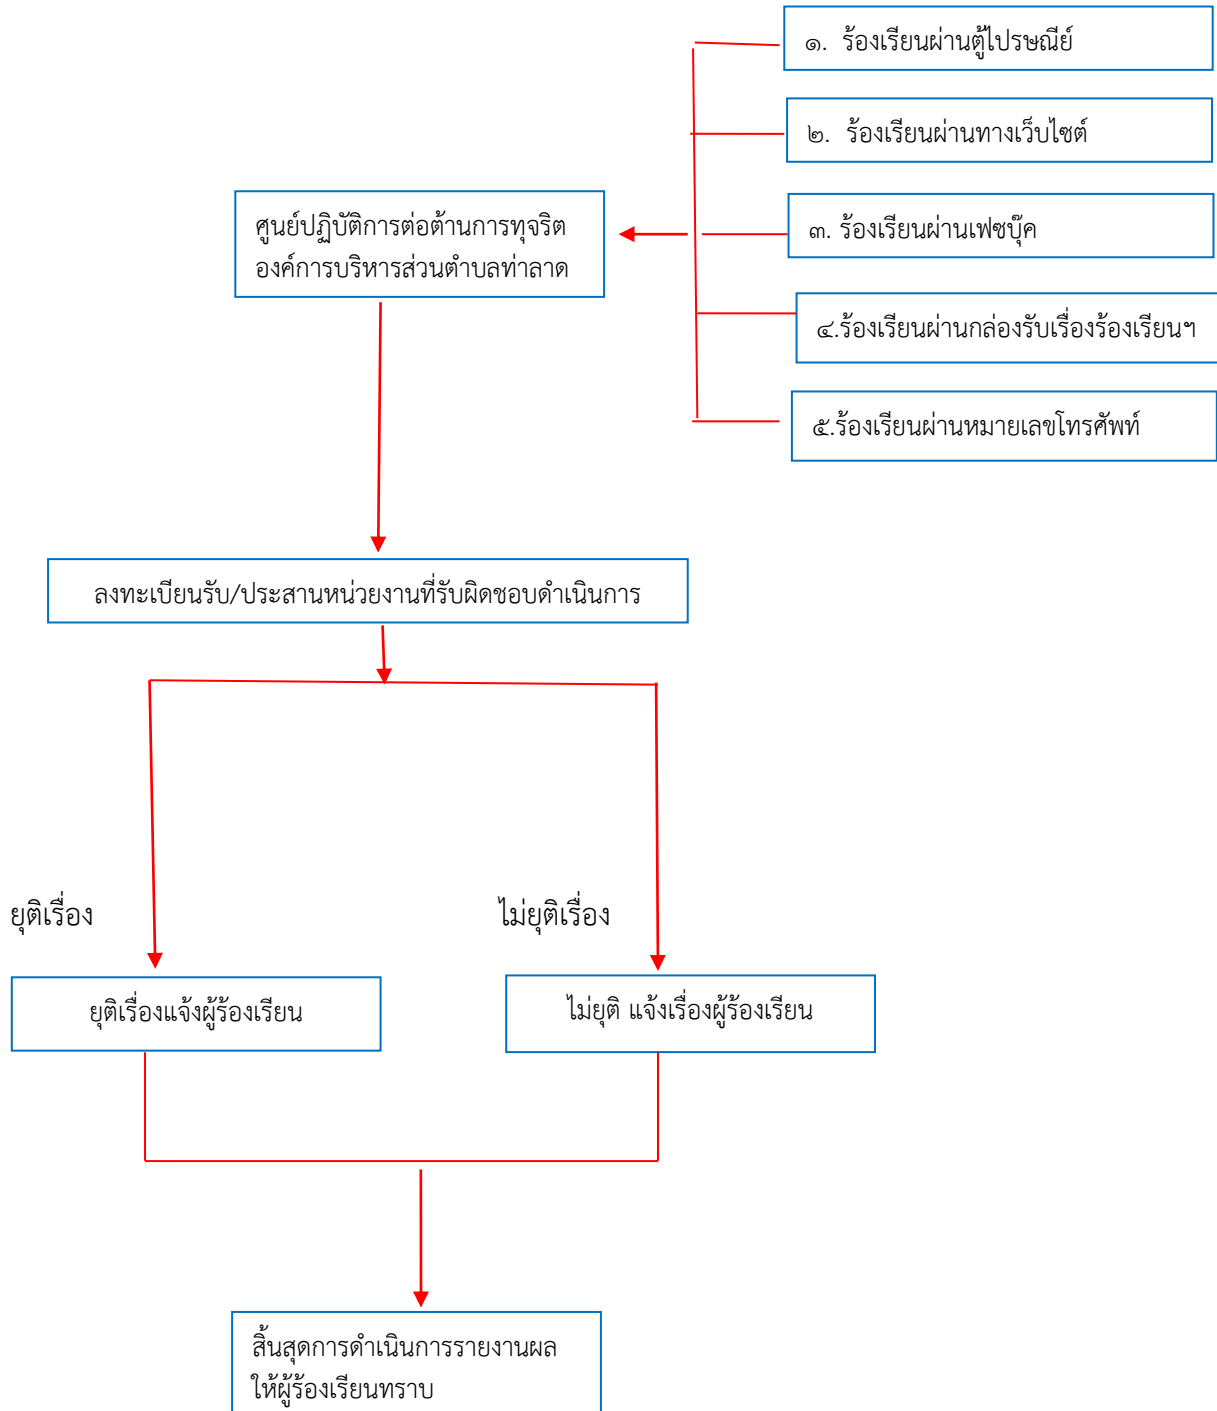 ๑. ร้องเรียนผ่านตู้ไปรษณีย์
๒. ร้องเรียนผ่านทางเว็บไซต์
ศูนย์ปฏิบัติการต่อต้านการทุจริต
องค์การบริหารส่วนตำบลท่าลาด
๓. ร้องเรียนผ่านเฟซบุ๊ค
๔.ร้องเรียนผ่านกล่องรับเรื่องร้องเรียนฯ
๕.ร้องเรียนผ่านหมายเลขโทรศัพท์
ลงทะเบียนรับ/ประสานหน่วยงานที่รับผิดชอบดำเนินการ
ยุติเรื่อง
ไม่ยุติเรื่อง
ยุติเรื่องแจ้งผู้ร้องเรียน
ไม่ยุติ แจ้งเรื่องผู้ร้องเรียน
สิ้นสุดการดำเนินการรายงานผล
ให้ผู้ร้องเรียนทราบ